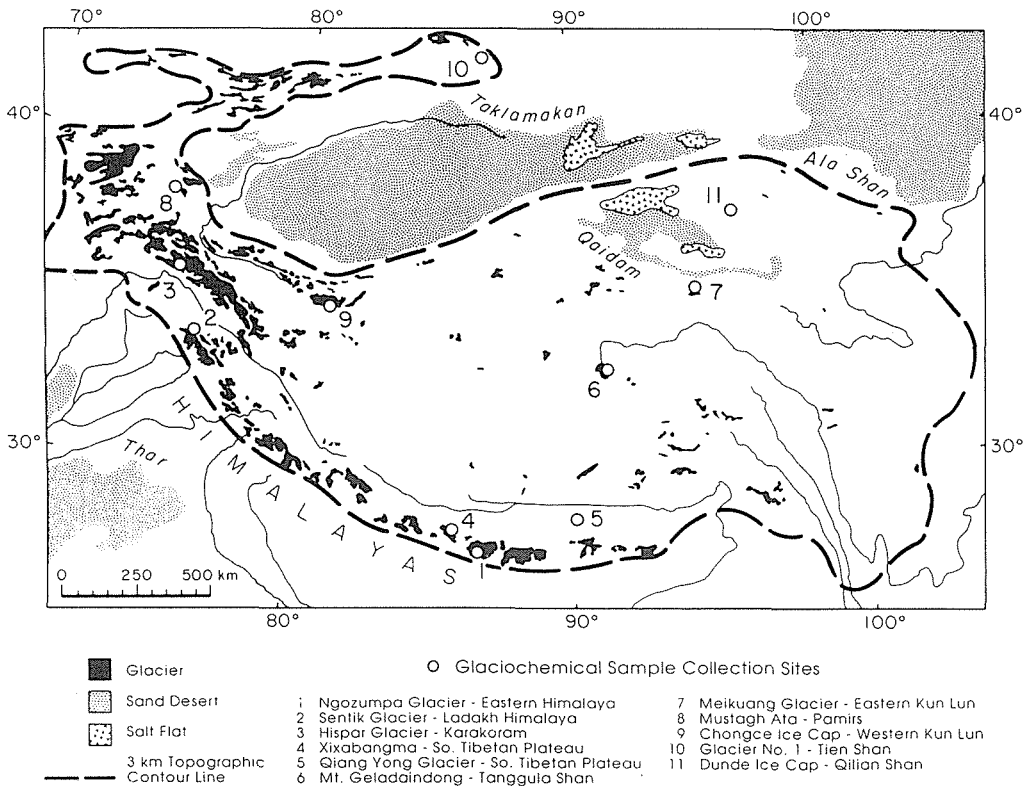 70° 80° 90° 100°
10
Taklamakan
40° 40°
Ala Shan
11
8
Qaidam
3
7
2
9
6
HIMALAYAS
30° 30°
Thar
4
5
1
0 250 500 km
80° 90° 100°
Glacier
Sand Desert
Salt Flat
3 km Topographic
Contour Line
Glaciochemical Sample Collection Sites
1 Ngozumpa Glacier - Eastern Himalaya
2 Sentik Glacier - Ladakh Himalaya
3 Hispar Glacier - Karakoram
4 Xixabangma - So. Tibetan Plateau
5 Qiang Yong Glacier - So. Tibetan Plateau
6 Mt. Geladaindong - Tanggula Shan
7 Meikuang Glacier - Eastern Kun Lun
8 Mustagh Ata - Pamirs
9 Chongce Ice Cap - Western Kun Lun
10 Glacier No. 1 - Tien Shan
11 Dunde Ice Cap - Qilian Shan